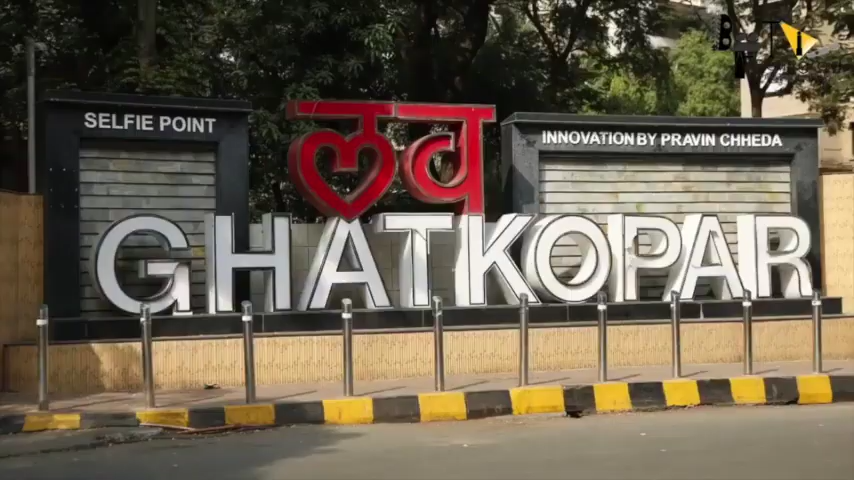 SELFIE POINT
लव
INNOVATION BY PRAVIN CHHEDA
GHATKOPAR